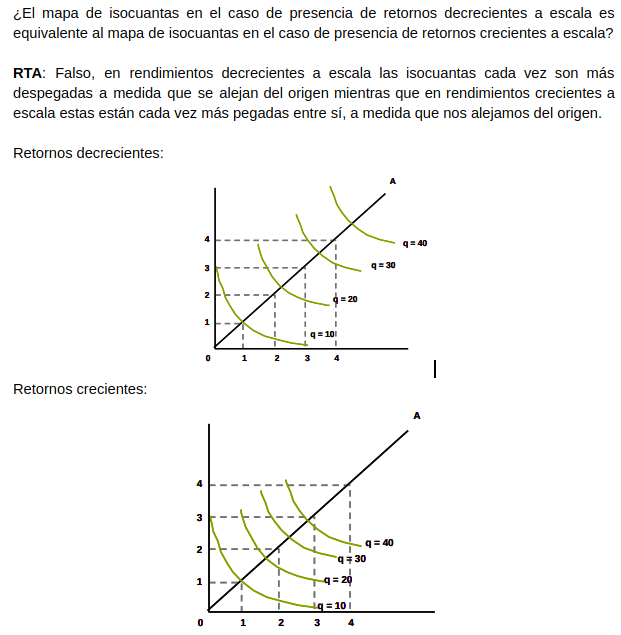 ¿El mapa de isocuantas en el caso de presencia de retornos decrecientes a escala es
equivalente al mapa de isocuantas en el caso de presencia de retornos crecientes a escala?
RTA: Falso, en rendimientos decrecientes a escala las isocuantas cada vez son más
despegadas a medida que se alejan del origen mientras que en rendimientos crecientes a
escala estas están cada vez más pegadas entre sí, a medida que nos alejamos del origen.
Retornos decrecientes:
A
4
q = 40
3
q = 30
2
q = 20
1
q = 10
0 1 2 3 4
Retornos crecientes:
A
4
3
q = 40
2
q = 30
1
q = 20
q = 10
0 1 2 3 4